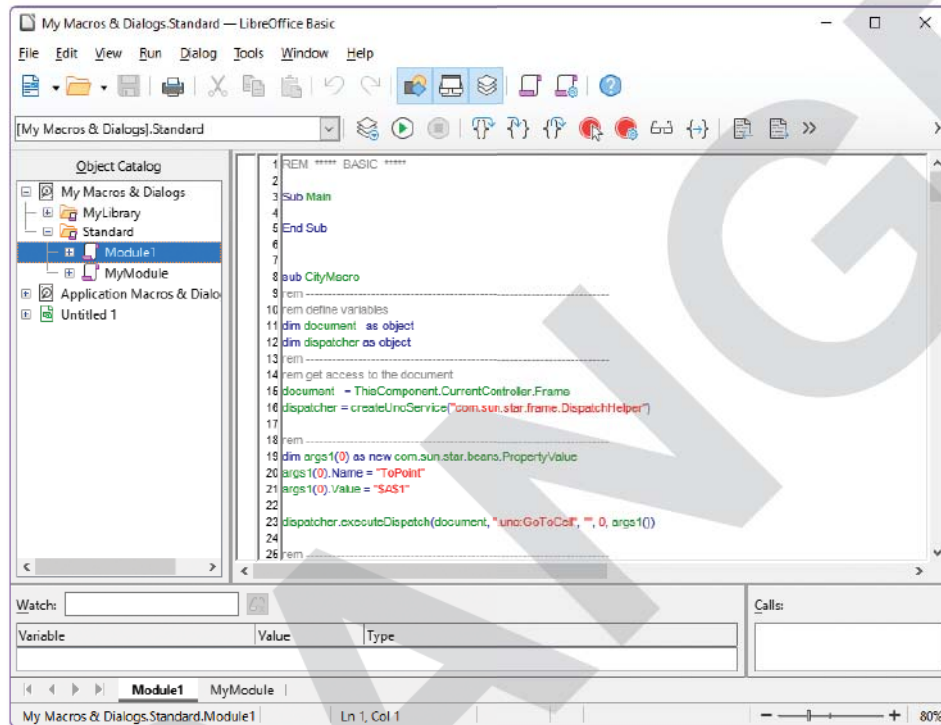 My Macros & Dialogs.Standard — LibreOffice Basic
File Edit View Run Dialog Tools Window Help
[My Macros & Dialogs].Standard
Object Catalog
My Macros & Dialogs
MyLibrary
Standard
Module1
MyModule
Application Macros & Dialo
Untitled 1
1 REM ***** BASIC *****
2
3 Sub Main
4
5 End Sub
6
7
8 sub CityMacro
9 rem ----------------------------------------------------------------------
10 rem define variables
11 dim document as object
12 dim dispatcher as object
13 rem ----------------------------------------------------------------------
14 rem get access to the document
15 document = ThisComponent.CurrentController.Frame
16 dispatcher = createUnoService("com.sun.star.frame.DispatchHelper")
17
18 rem ----------------------------------------------------------------------
19 dim args1(0) as new com.sun.star.beans.PropertyValue
20 args1(0).Name = "ToPoint"
21 args1(0).Value = "$A$1"
22
23 dispatcher.executeDispatch(document, ".uno:GoToCell", "", 0, args1())
24
25 rem ----------------------------------------------------------------------
Watch:
Calls:
Variable Value Type
Module1 MyModule
My Macros & Dialogs.Standard.Module1 Ln 1, Col 1 80%